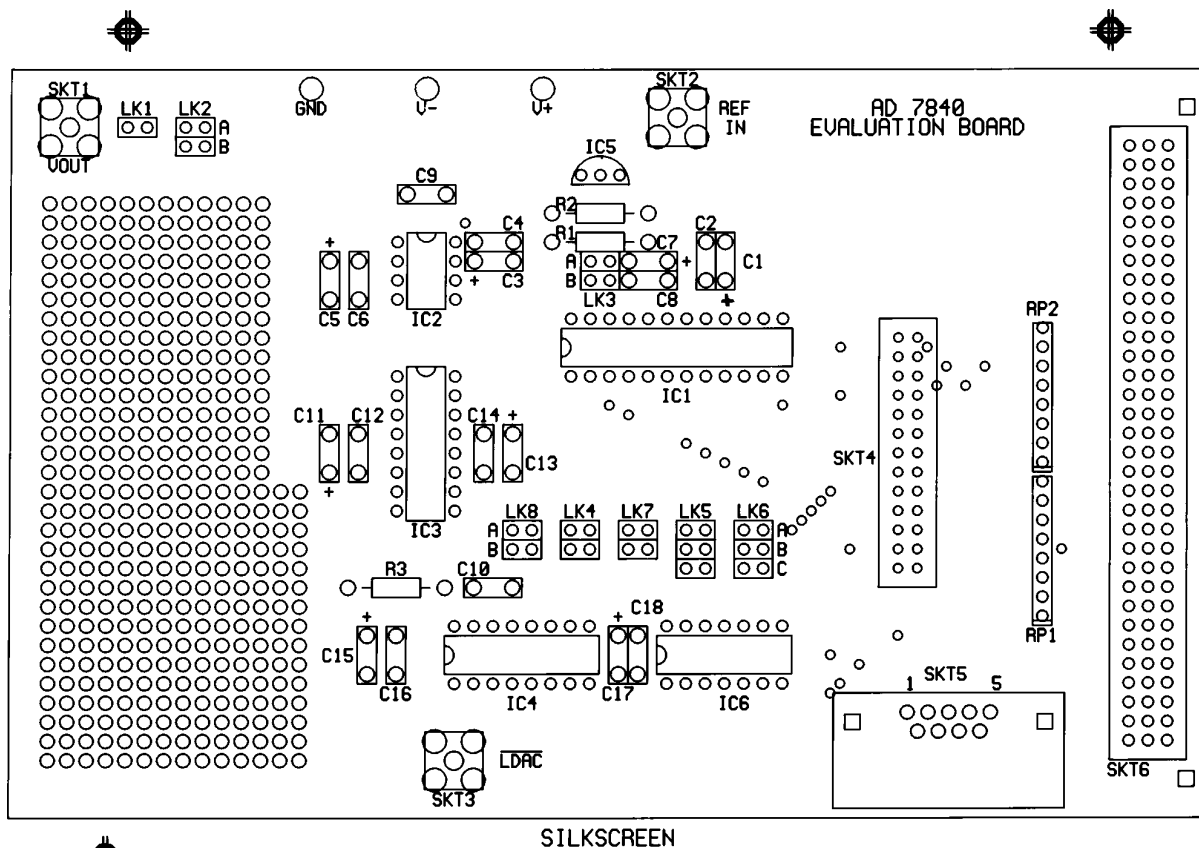 SKT1
LK1
LK2
A
B
VOUT
GND
V-
V+
SKT2
REF
IN
AD 7840
EVALUATION BOARD
IC5
C9
R2
R1
C4
C3
+
C2
C1
+
C7
+
C8
A
B
LK3
+
C5
C6
IC2
IC1
RP2
C11
+
C12
C14
+
C13
IC3
SKT4
LK8
A
B
LK4
LK7
LK5
LK6
A
B
C
R3
C10
+
C15
C16
IC4
+
C18
C17
IC6
RP1
SKT5
1
5
SKT6
LDAC
SKT3
SILKSCREEN